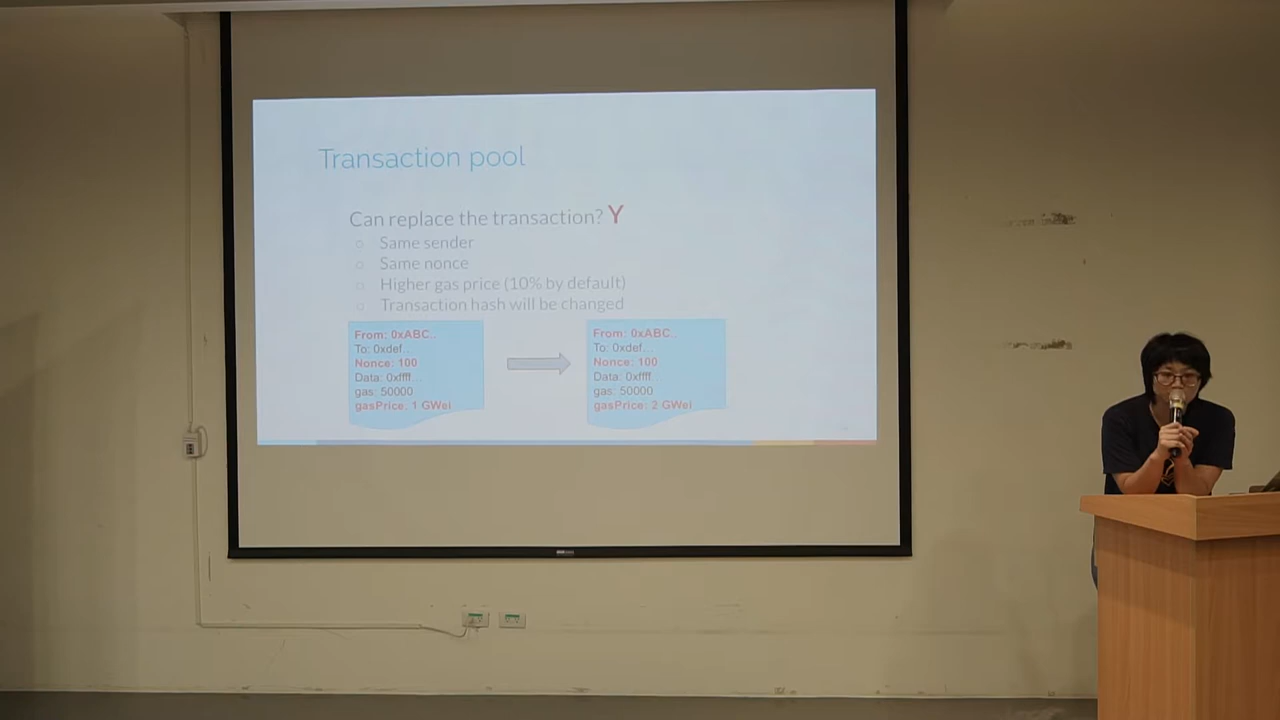 Transaction pool
Can replace the transaction? Y
Same sender
Same nonce
Higher gas price (10% by default)
Transaction hash will be changed
From: 0xABC..
To: 0xdef..
Nonce: 100
Data: 0xffff...
gas: 50000
gasPrice: 1 GWei
From: 0xABC..
To: 0xdef...
Nonce: 100
Data: 0xffff...
gas: 50000
gasPrice: 2 GWei